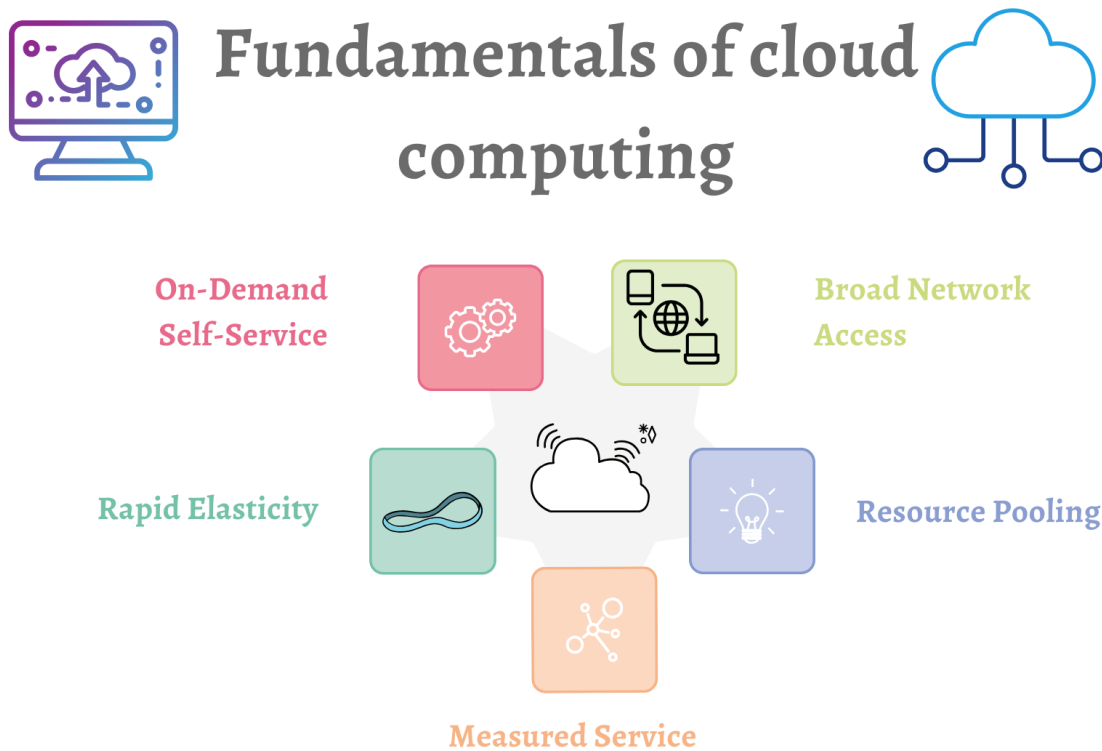 Fundamentals of cloud
computing
On-Demand
Self-Service
Broad Network
Access
Rapid Elasticity
Resource Pooling
Measured Service